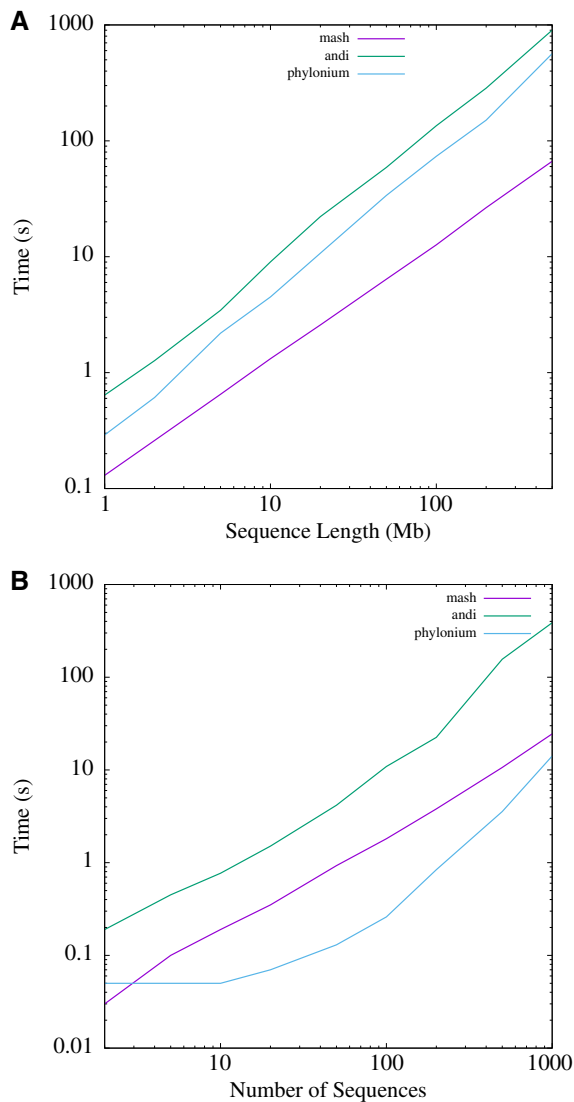 A
1000
100
10
1
0.1
Time (s)
mash
andi
phylonium
1 10 100
Sequence Length (Mb)
B
1000
100
10
1
0.1
0.01
Time (s)
mash
andi
phylonium
10 100 1000
Number of Sequences